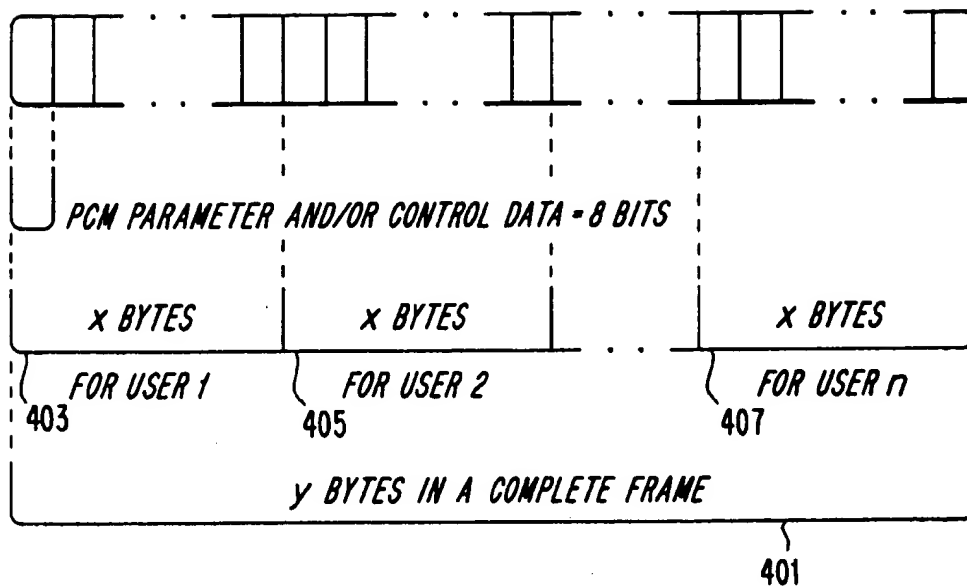 PCM PARAMETER AND/OR CONTROL DATA = 8 BITS
x BYTES x BYTES x BYTES
FOR USER 1 FOR USER 2 FOR USER n
403 405 407
y BYTES IN A COMPLETE FRAME
401